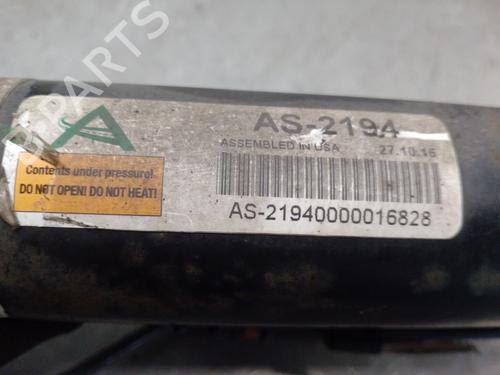 AS-2194
ASSEMBLED IN USA 27.10.16
Contents under pressure!
DO NOT OPEN! DO NOT HEAT!
AS-21940000016828
PARTS